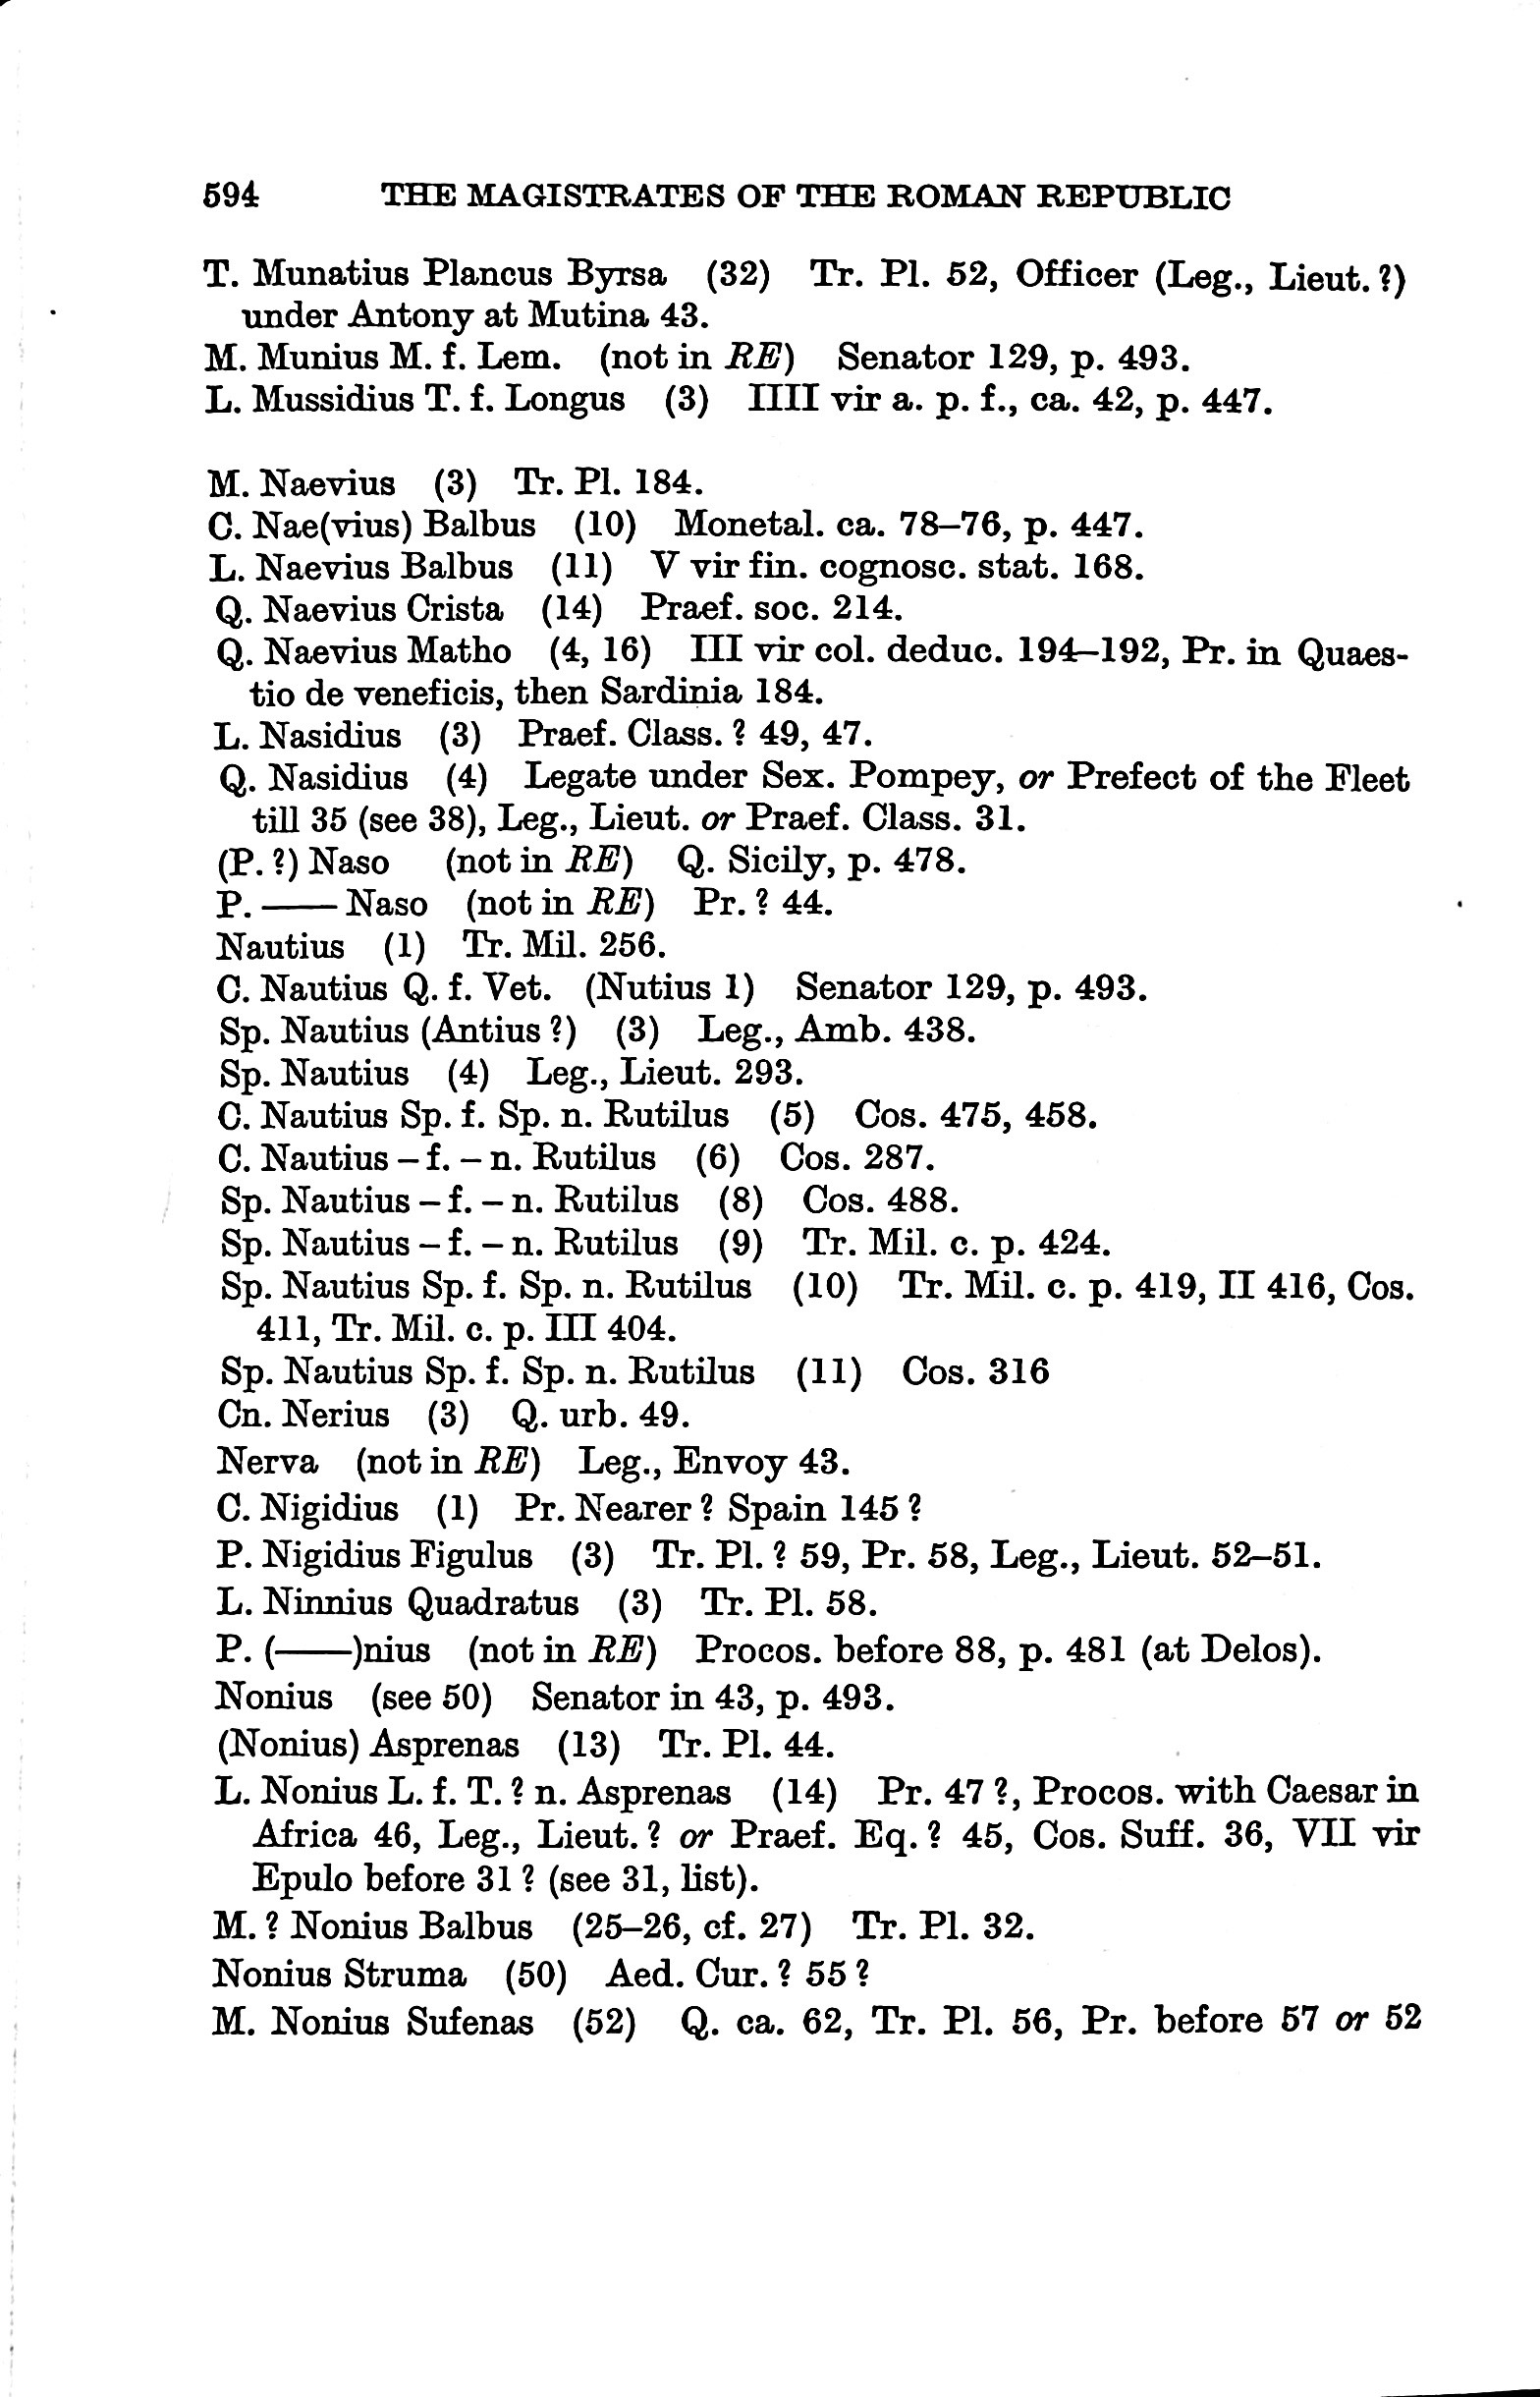 594 THE MAGISTRATES OF THE ROMAN REPUBLIC
T. Munatius Plancus Byrsa (32) Tr. Pl. 52, Officer (Leg., Lieut. ?)
under Antony at Mutina 43.
M. Munius M. f. Lem. (not in RE) Senator 129, p. 493.
L. Mussidius T. f. Longus (3) IIII vir a. p. f., ca. 42, p. 447.
M. Naevius (3) Tr. Pl. 184.
C. Nae(vius) Balbus (10) Monetal. ca. 78–76, p. 447.
L. Naevius Balbus (11) V vir fin. cognosc. stat. 168.
Q. Naevius Crista (14) Praef. soc. 214.
Q. Naevius Matho (4, 16) III vir col. deduc. 194–192, Pr. in Quaes-
tio de veneficis, then Sardinia 184.
L. Nasidius (3) Praef. Class. ? 49, 47.
Q. Nasidius (4) Legate under Sex. Pompey, or Prefect of the Fleet
till 35 (see 38), Leg., Lieut. or Praef. Class. 31.
(P. ?) Naso (not in RE) Q. Sicily, p. 478.
P. —— Naso (not in RE) Pr. ? 44.
Nautius (1) Tr. Mil. 256.
C. Nautius Q. f. Vet. (Nutius 1) Senator 129, p. 493.
Sp. Nautius (Antius ?) (3) Leg., Amb. 438.
Sp. Nautius (4) Leg., Lieut. 293.
C. Nautius Sp. f. Sp. n. Rutilus (5) Cos. 475, 458.
C. Nautius – f. – n. Rutilus (6) Cos. 287.
Sp. Nautius – f. – n. Rutilus (8) Cos. 488.
Sp. Nautius – f. – n. Rutilus (9) Tr. Mil. c. p. 424.
Sp. Nautius Sp. f. Sp. n. Rutilus (10) Tr. Mil. c. p. 419, II 416, Cos.
411, Tr. Mil. c. p. III 404.
Sp. Nautius Sp. f. Sp. n. Rutilus (11) Cos. 316
Cn. Nerius (3) Q. urb. 49.
Nerva (not in RE) Leg., Envoy 43.
C. Nigidius (1) Pr. Nearer ? Spain 145 ?
P. Nigidius Figulus (3) Tr. Pl. ? 59, Pr. 58, Leg., Lieut. 52–51.
L. Ninnius Quadratus (3) Tr. Pl. 58.
P. (——)nius (not in RE) Procos. before 88, p. 481 (at Delos).
Nonius (see 50) Senator in 43, p. 493.
(Nonius) Asprenas (13) Tr. Pl. 44.
L. Nonius L. f. T. ? n. Asprenas (14) Pr. 47 ?, Procos. with Caesar in
Africa 46, Leg., Lieut. ? or Praef. Eq. ? 45, Cos. Suff. 36, VII vir
Epulo before 31 ? (see 31, list).
M. ? Nonius Balbus (25–26, cf. 27) Tr. Pl. 32.
Nonius Struma (50) Aed. Cur. ? 55 ?
M. Nonius Sufenas (52) Q. ca. 62, Tr. Pl. 56, Pr. before 57 or 52